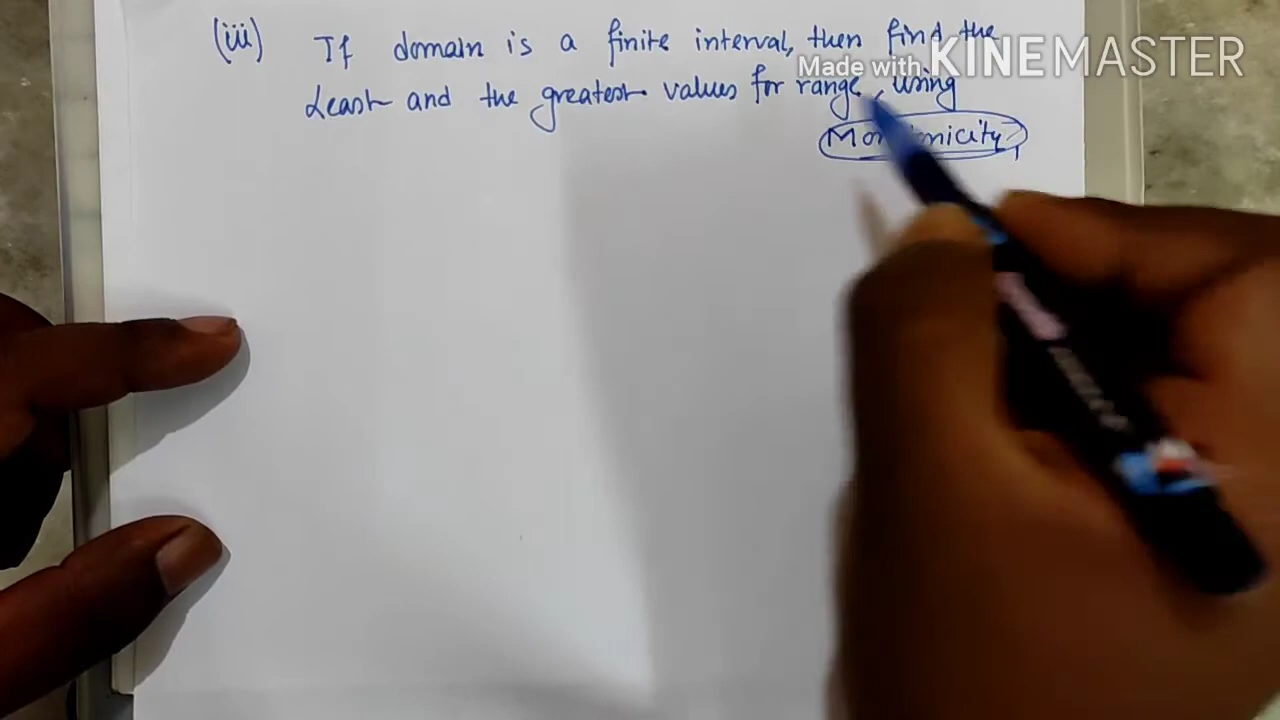 (iii) If domain is a finite interval, then find the
Made with KINEMASTER
Least and the greatest values for range, using
Monotonicity,